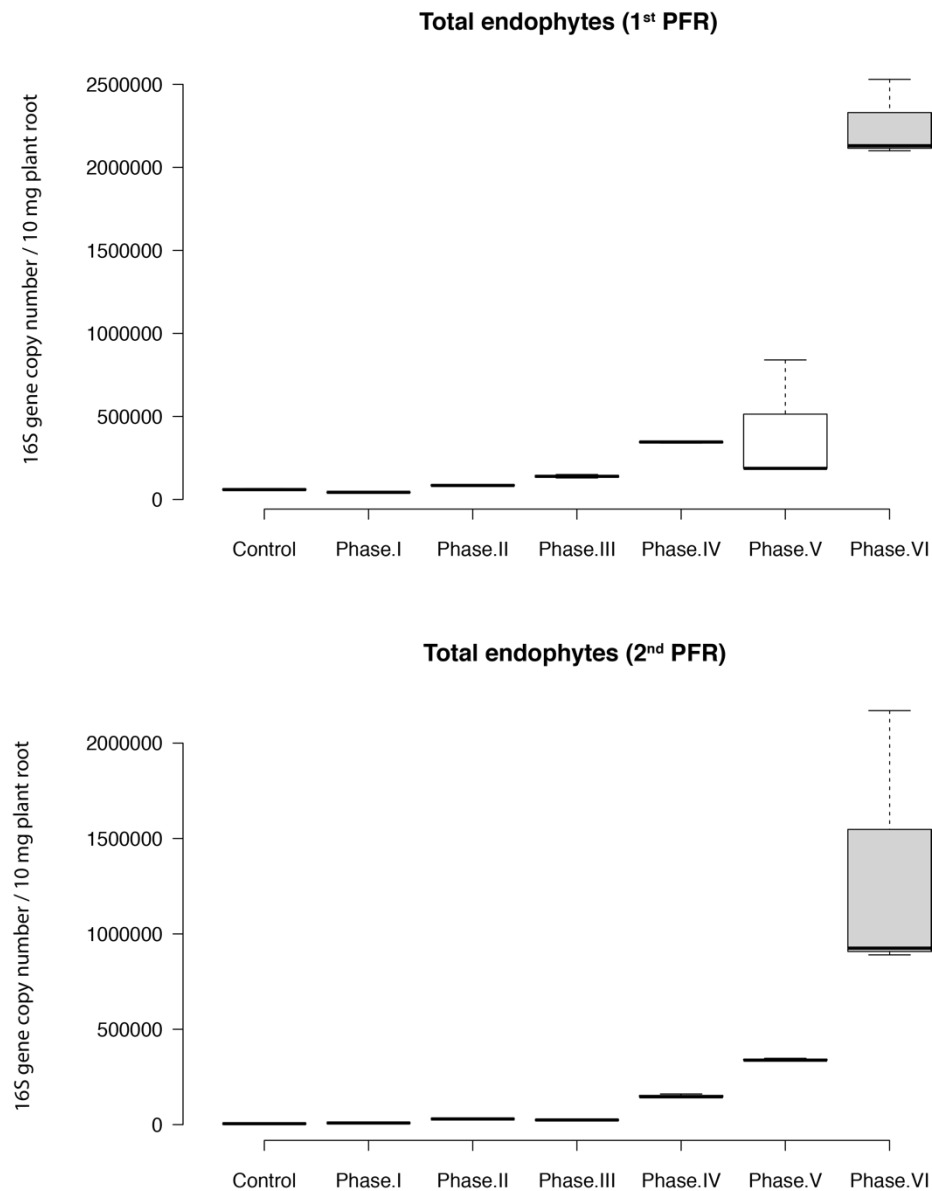 Total endophytes (1st PFR)
16S gene copy number / 10 mg plant root
2500000
2000000
1500000
1000000
500000
0
Control Phase.I Phase.II Phase.III Phase.IV Phase.V Phase.VI
Total endophytes (2nd PFR)
16S gene copy number / 10 mg plant root
2000000
1500000
1000000
500000
0
Control Phase.I Phase.II Phase.III Phase.IV Phase.V Phase.VI